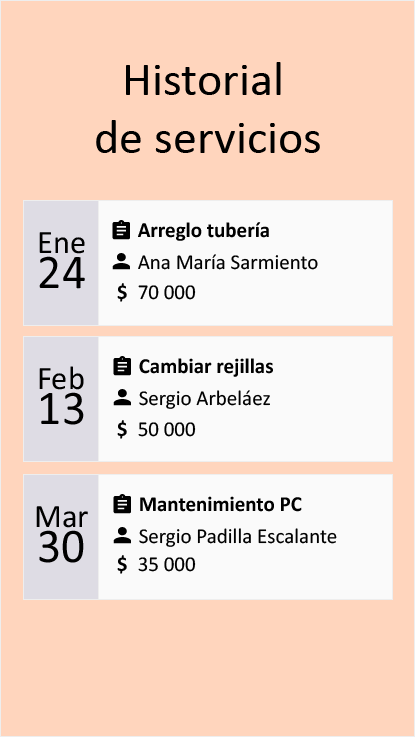 Historial
de servicios
Ene
24
Arreglo tubería
Ana María Sarmiento
$ 70 000
Feb
13
Cambiar rejillas
Sergio Arbeláez
$ 50 000
Mar
30
Mantenimiento PC
Sergio Padilla Escalante
$ 35 000